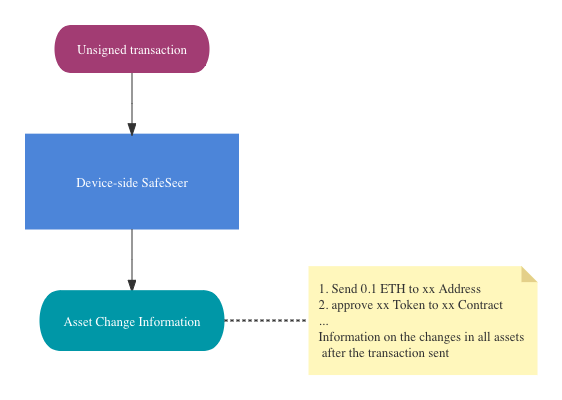 Unsigned transaction
Device-side SafeSeer
Asset Change Information
1. Send 0.1 ETH to xx Address
2. approve xx Token to xx Contract
...
Information on the changes in all assets
after the transaction sent